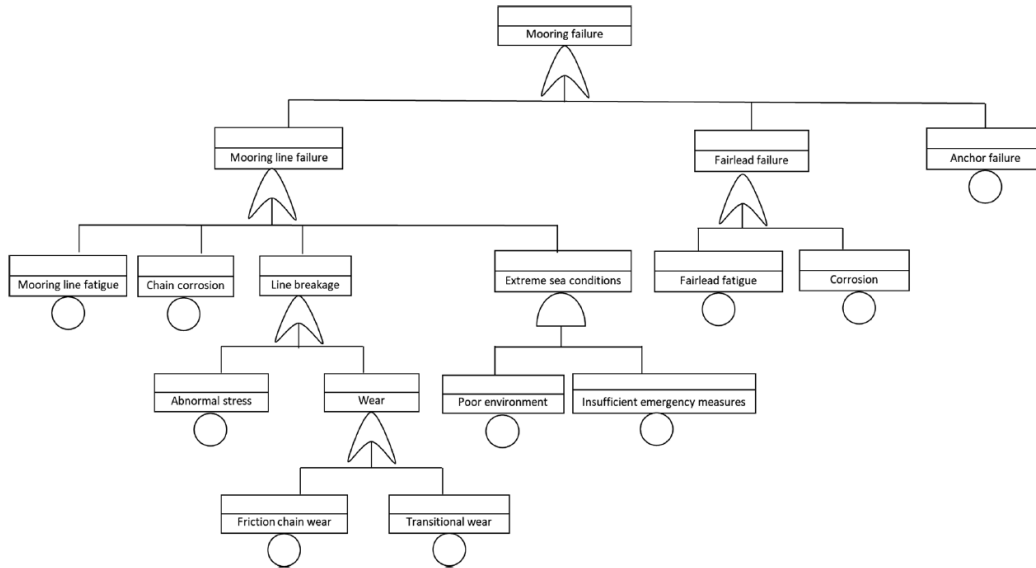 Mooring failure
Mooring line failure
Fairlead failure
Anchor failure
Mooring line fatigue
Chain corrosion
Line breakage
Extreme sea conditions
Fairlead fatigue
Corrosion
Abnormal stress
Wear
Poor environment
Insufficient emergency measures
Friction chain wear
Transitional wear